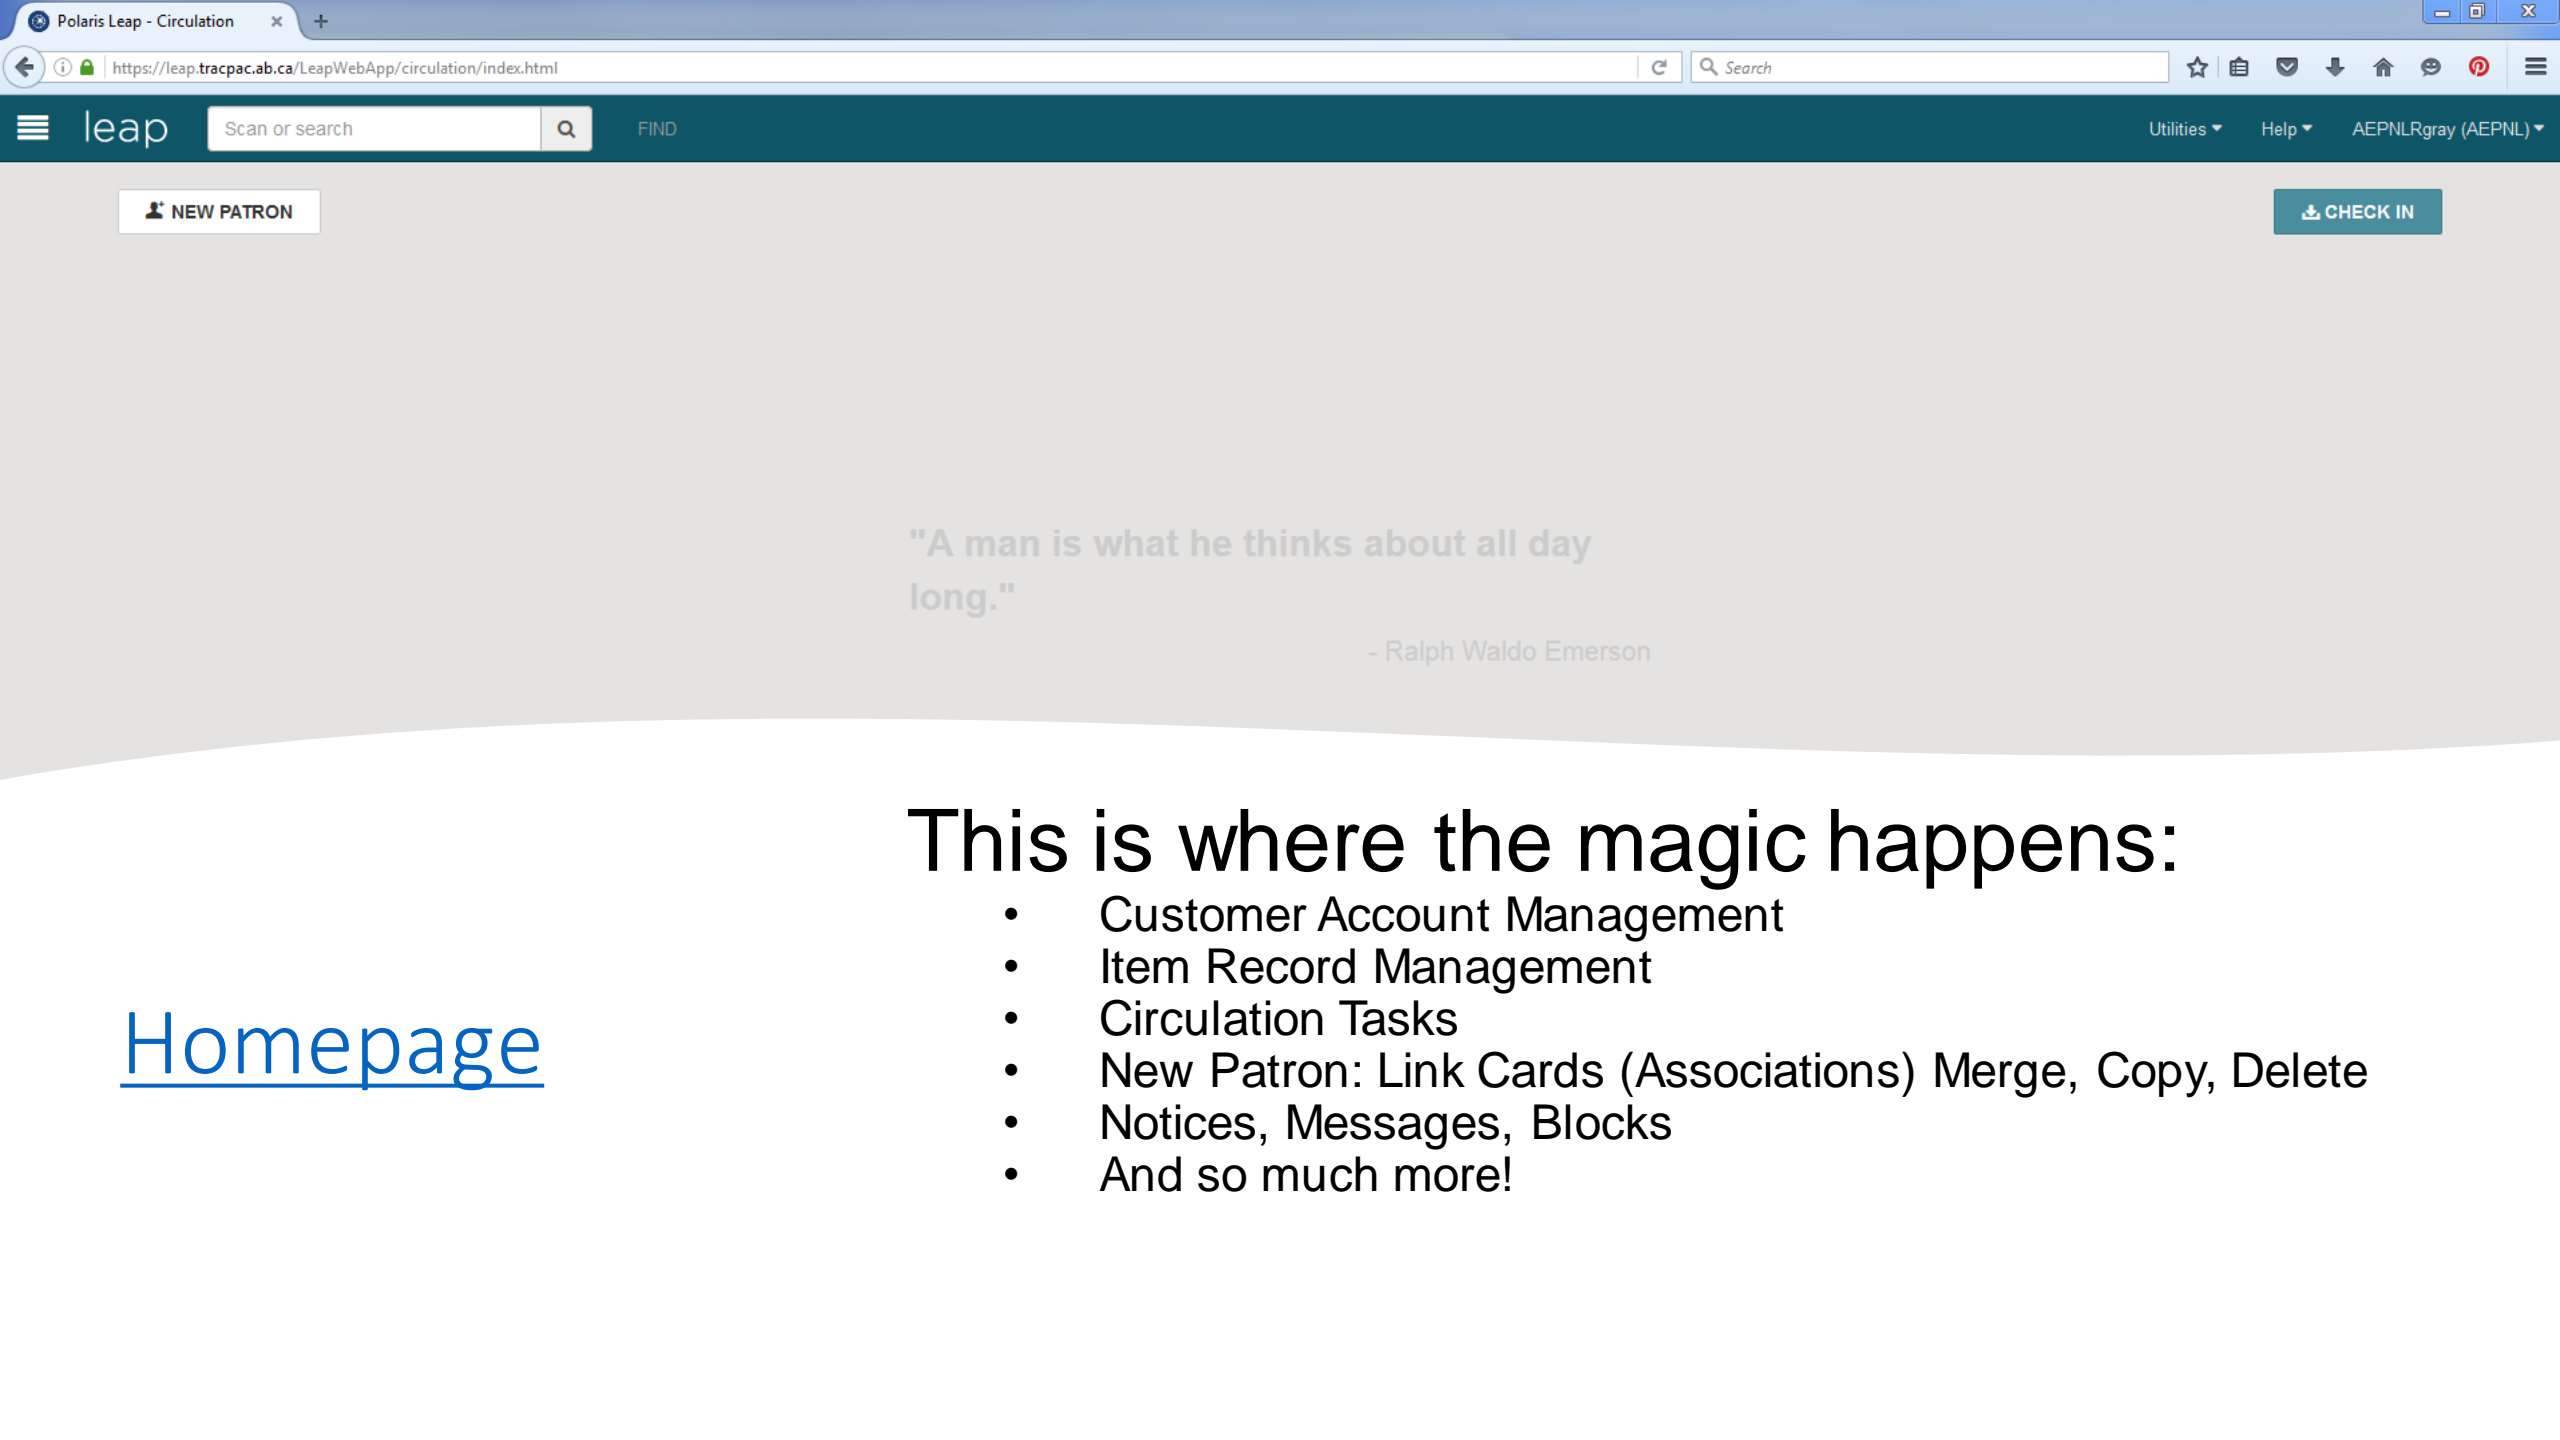 Polaris Leap - Circulation
https://leap.tracpac.ab.ca/LeapWebApp/circulation/index.html
Search
leap
Scan or search
FIND
Utilities
Help
AEPNLRgray (AEPNL)
NEW PATRON
CHECK IN
"A man is what he thinks about all day
long."
- Ralph Waldo Emerson
Homepage
This is where the magic happens:
• Customer Account Management
• Item Record Management
• Circulation Tasks
• New Patron: Link Cards (Associations) Merge, Copy, Delete
• Notices, Messages, Blocks
• And so much more!